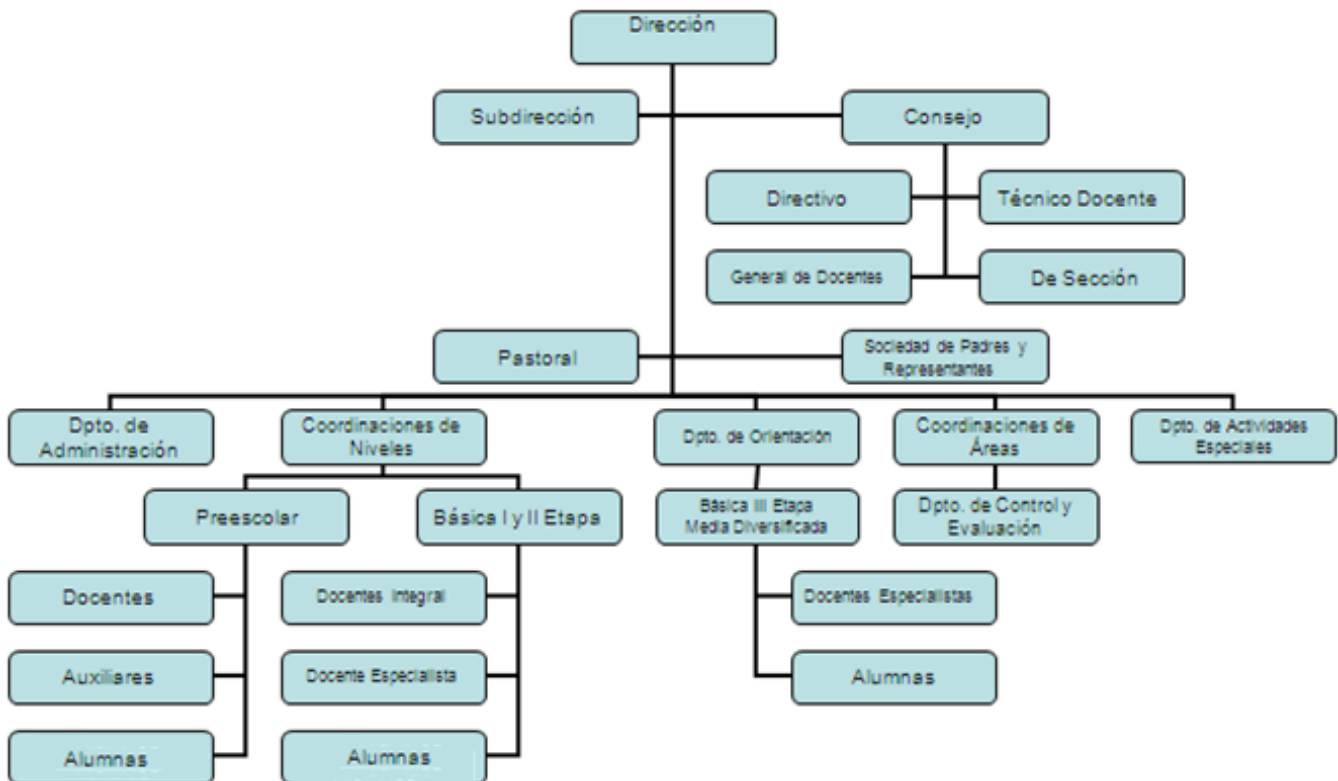 Dirección
Subdirección
Consejo
Directivo
Técnico Docente
General de Docentes
De Sección
Pastoral
Sociedad de Padres y
Representantes
Dpto. de
Administración
Coordinaciones de
Niveles
Dpto. de Orientación
Coordinaciones de
Áreas
Dpto. de Actividades
Especiales
Preescolar
Básica I y II Etapa
Básica III Etapa
Media Diversificada
Dpto. de Control y
Evaluación
Docentes
Docentes Integral
Docentes Especialistas
Auxiliares
Docente Especialista
Alumnas
Alumnas
Alumnas